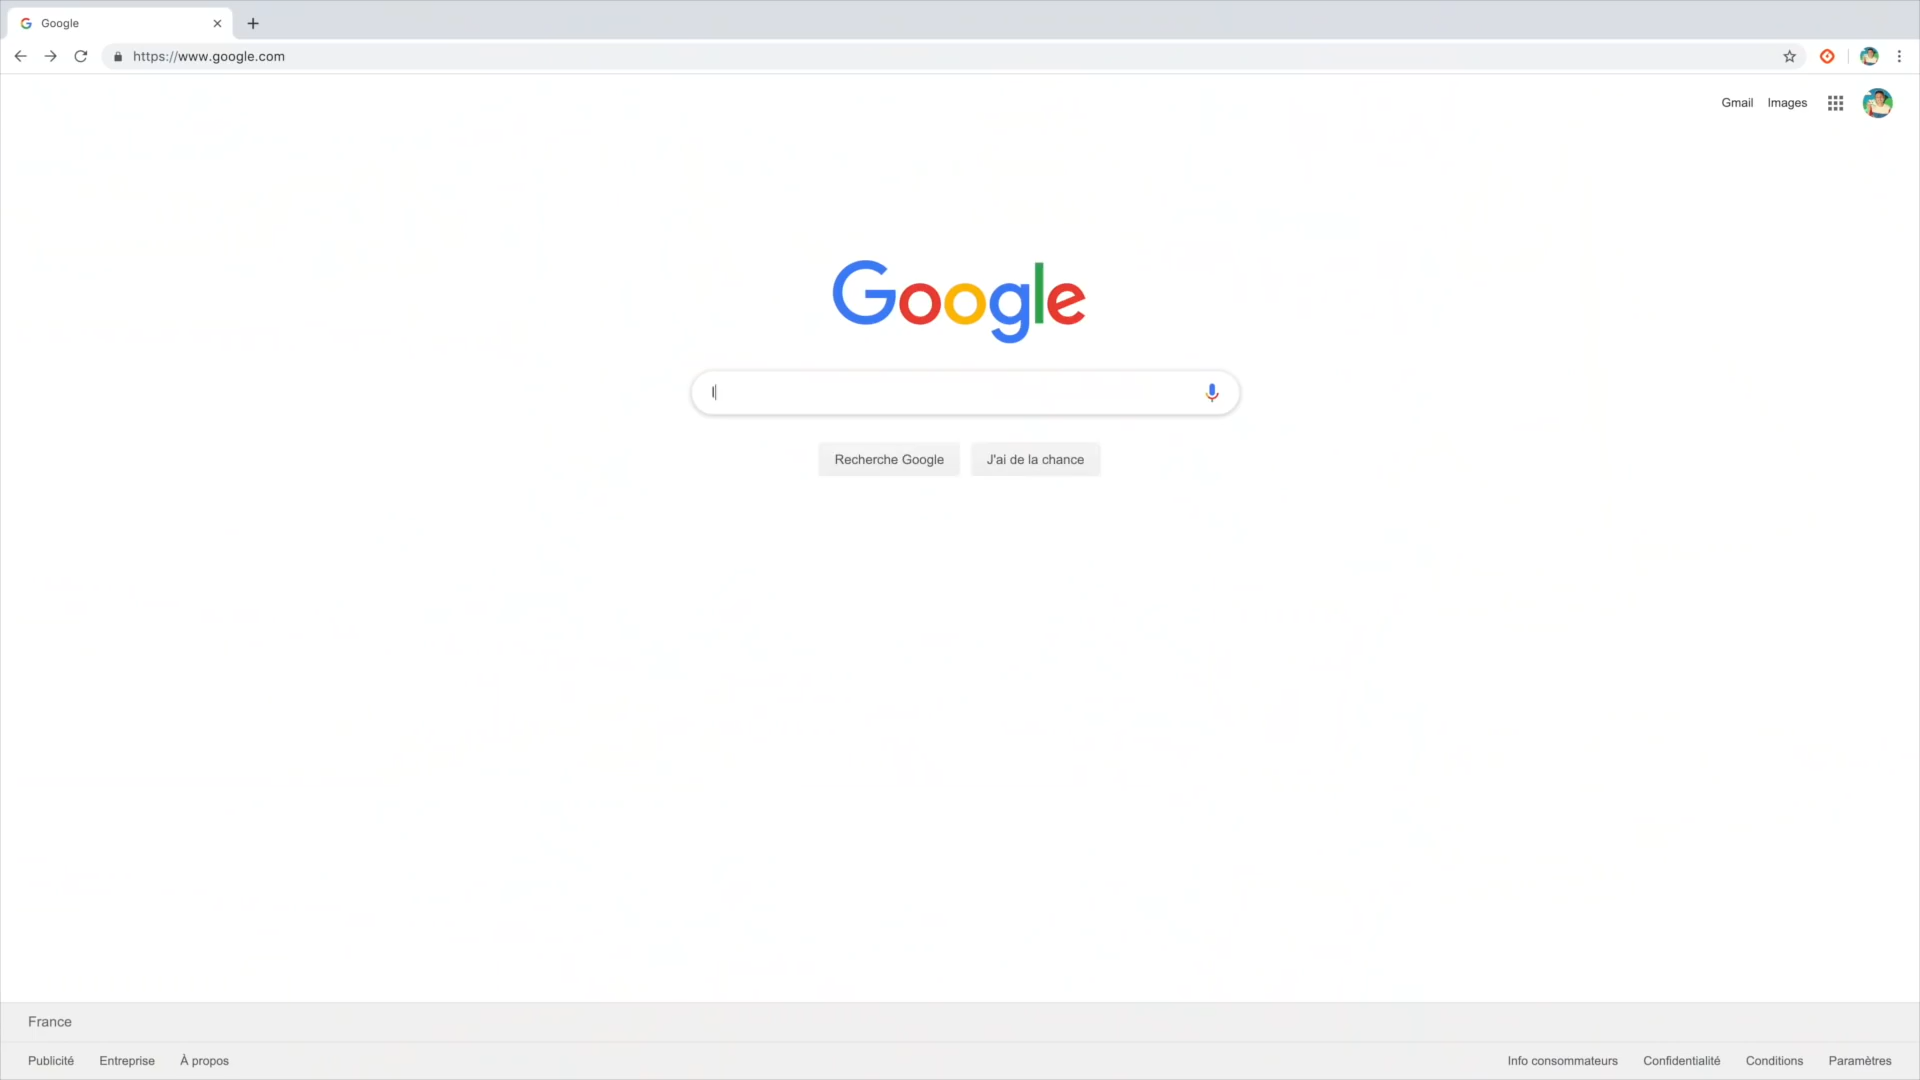 Google
https://www.google.com
Gmail Images
Google
Recherche Google J'ai de la chance
France
Publicité Entreprise À propos Info consommateurs Confidentialité Conditions Paramètres